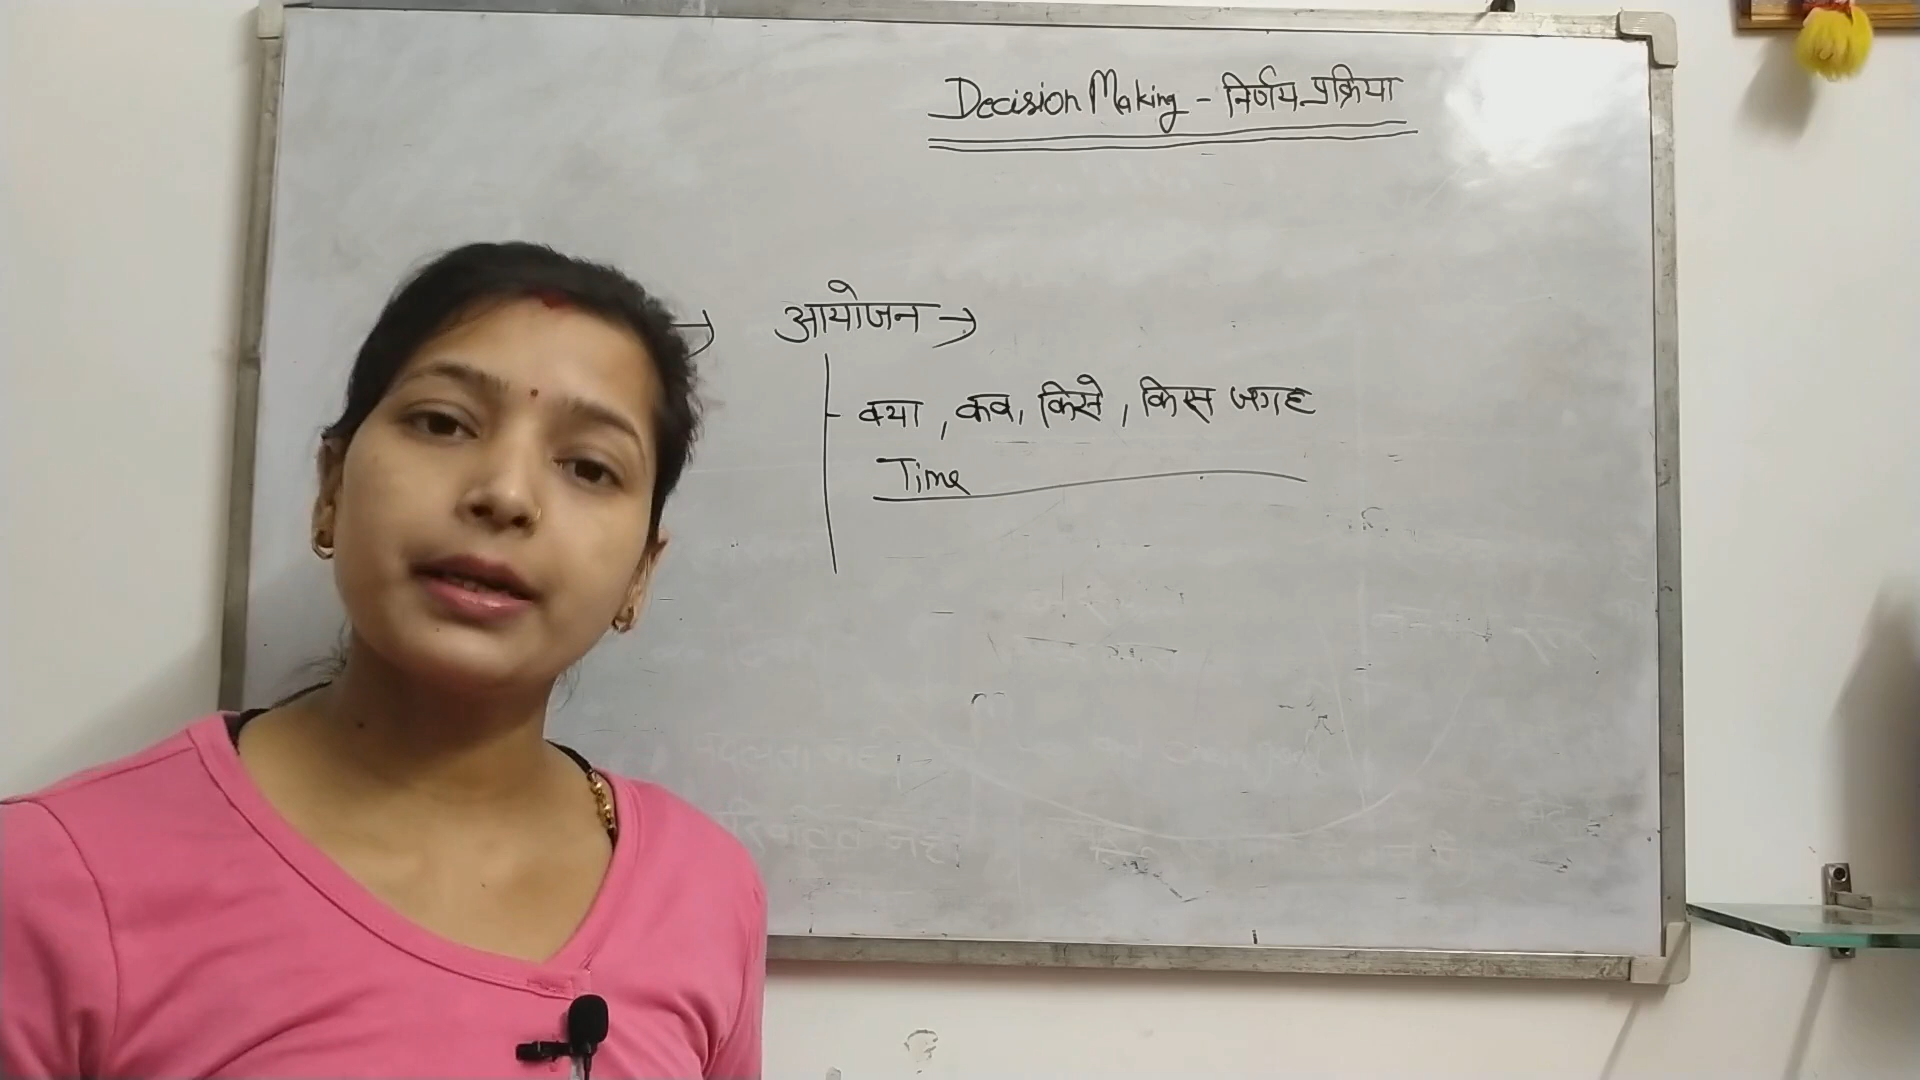 Decision Making - निर्णय प्रक्रिया
→ आयोजन →
- क्या, कब, किसे, किस जगह
Time